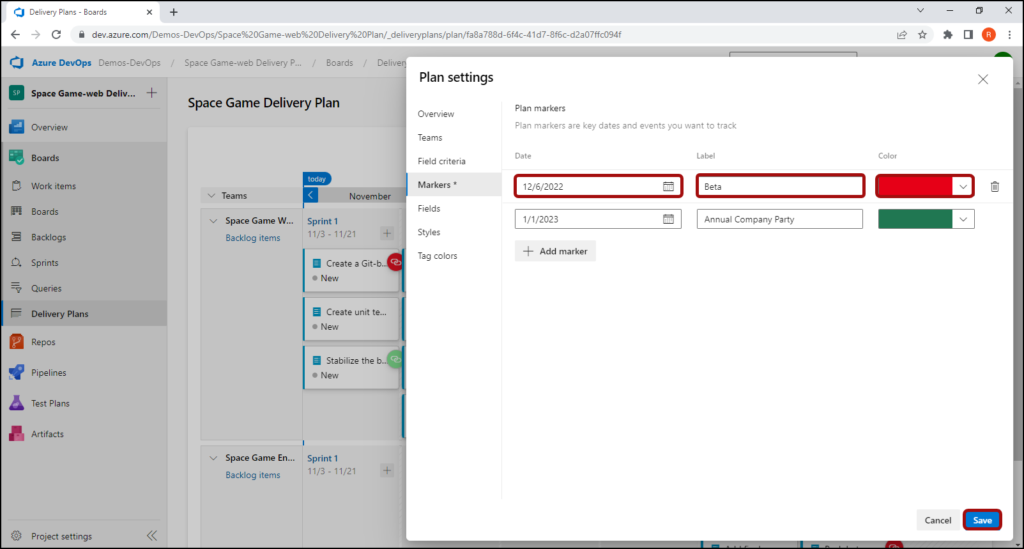 Delivery Plans - Boards
dev.azure.com/Demos-DevOps/Space%20Game-web%20Delivery%20Plan/_deliveryplans/plan/fa8a788d-6f4c-41d7-8f6c-d2a07ffc094f
R
Azure DevOps Demos-DevOps / Space Game-web Delivery P... / Boards / Delivery
SP Space Game-web Deliv...
Overview
Boards
Work items
Boards
Backlogs
Sprints
Queries
Delivery Plans
Repos
Pipelines
Test Plans
Artifacts
Project settings
Space Game Delivery Plan
today
Teams
November
Space Game W...
Backlog items
Sprint 1
11/3 - 11/21
Create a Git-b...
New
Create unit te...
New
Stabilize the b...
New
Space Game En...
Backlog items
Sprint 1
11/3 - 11/21
Plan settings
Overview
Teams
Field criteria
Markers *
Fields
Styles
Tag colors
Plan markers
Plan markers are key dates and events you want to track
Date Label Color
12/6/2022 Beta
1/1/2023 Annual Company Party
Add marker
Cancel Save